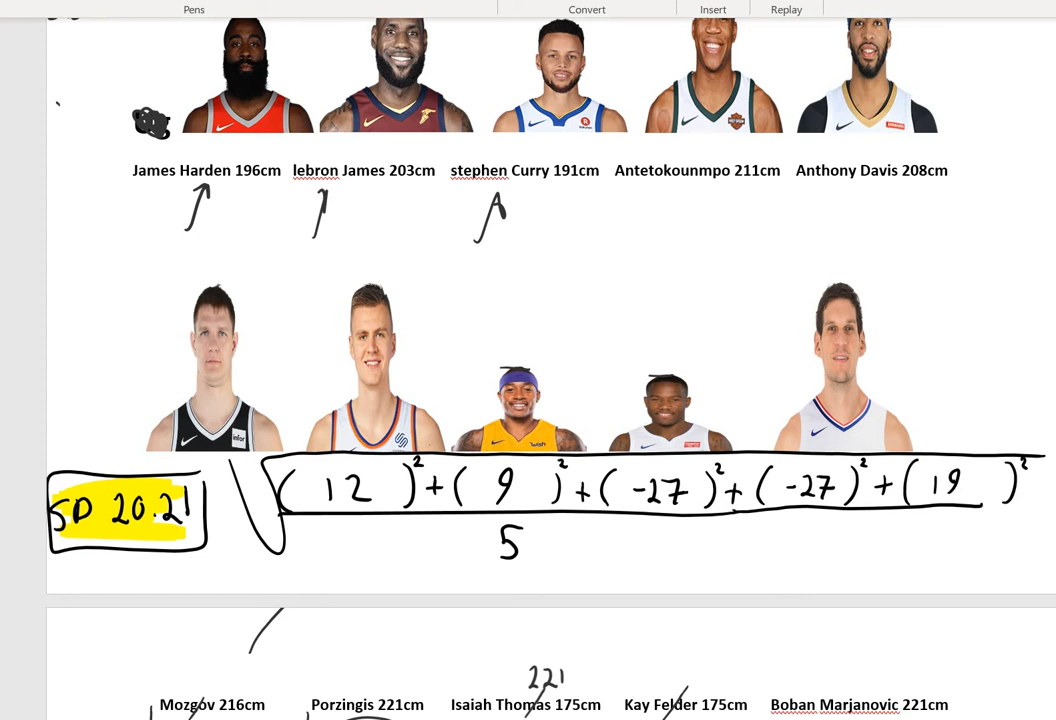 Pens Convert Insert Replay
James Harden 196cm lebron James 203cm stephen Curry 191cm Antetokounmpo 211cm Anthony Davis 208cm
infor
wish
( 12 )² + ( 9 )² + ( -27 )² + ( -27 )² + ( 19 )²
SD 20.21
5
221
Mozgov 216cm Porzingis 221cm Isaiah Thomas 175cm Kay Felder 175cm Boban Marjanovic 221cm